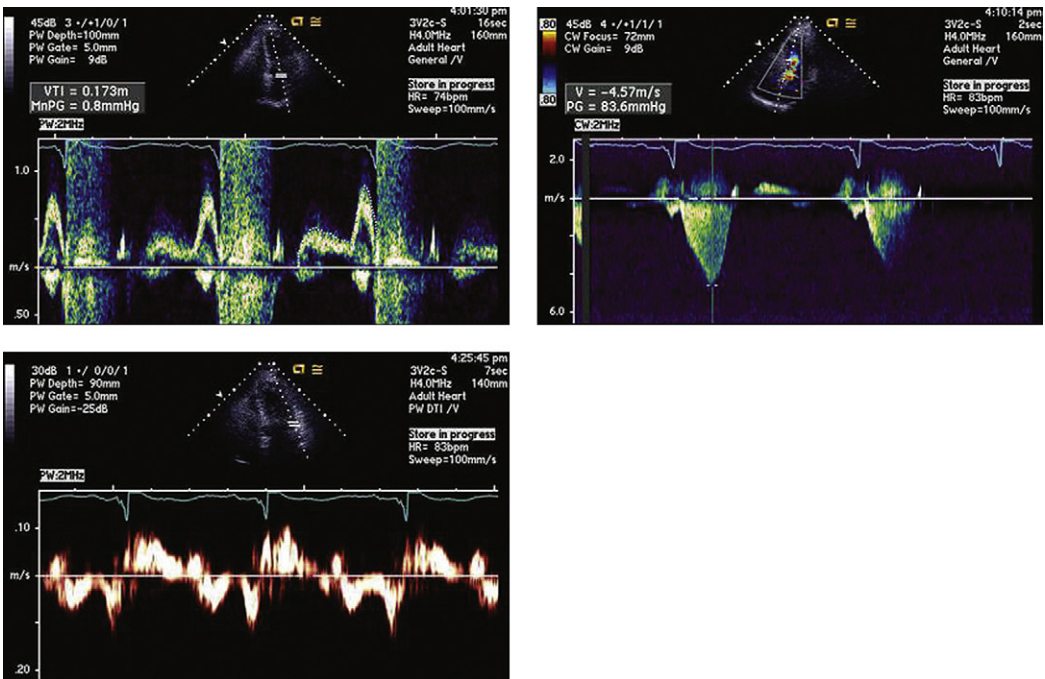 4:01:30 pm
45dB 3 •/+1/0/1
PW Depth=100mm
PW Gate= 5.0mm
PW Gain= 9dB
3V2c-S 16sec
H4.0MHz 160mm
Adult Heart
General /V
Store in progress
HR= 74bpm
Sweep=100mm/s
VTI = 0.173m
MnPG = 0.8mmHg
PW:2MHz
1.0
m/s
.50
4:10:14 pm
.80
.80
45dB 4 •/+1/1/1
CW Focus= 72mm
CW Gain= 9dB
3V2c-S 2sec
H4.0MHz 160mm
Adult Heart
General /V
Store in progress
HR= 83bpm
Sweep=100mm/s
V = -4.57m/s
PG = 83.6mmHg
CW:2MHz
2.0
m/s
6.0
4:25:45 pm
30dB 1 •/ 0/0/1
PW Depth= 90mm
PW Gate= 5.0mm
PW Gain=-25dB
3V2c-S 7sec
H4.0MHz 140mm
Adult Heart
PW DTI /V
Store in progress
HR= 83bpm
Sweep=100mm/s
PW:2MHz
.10
m/s
.20